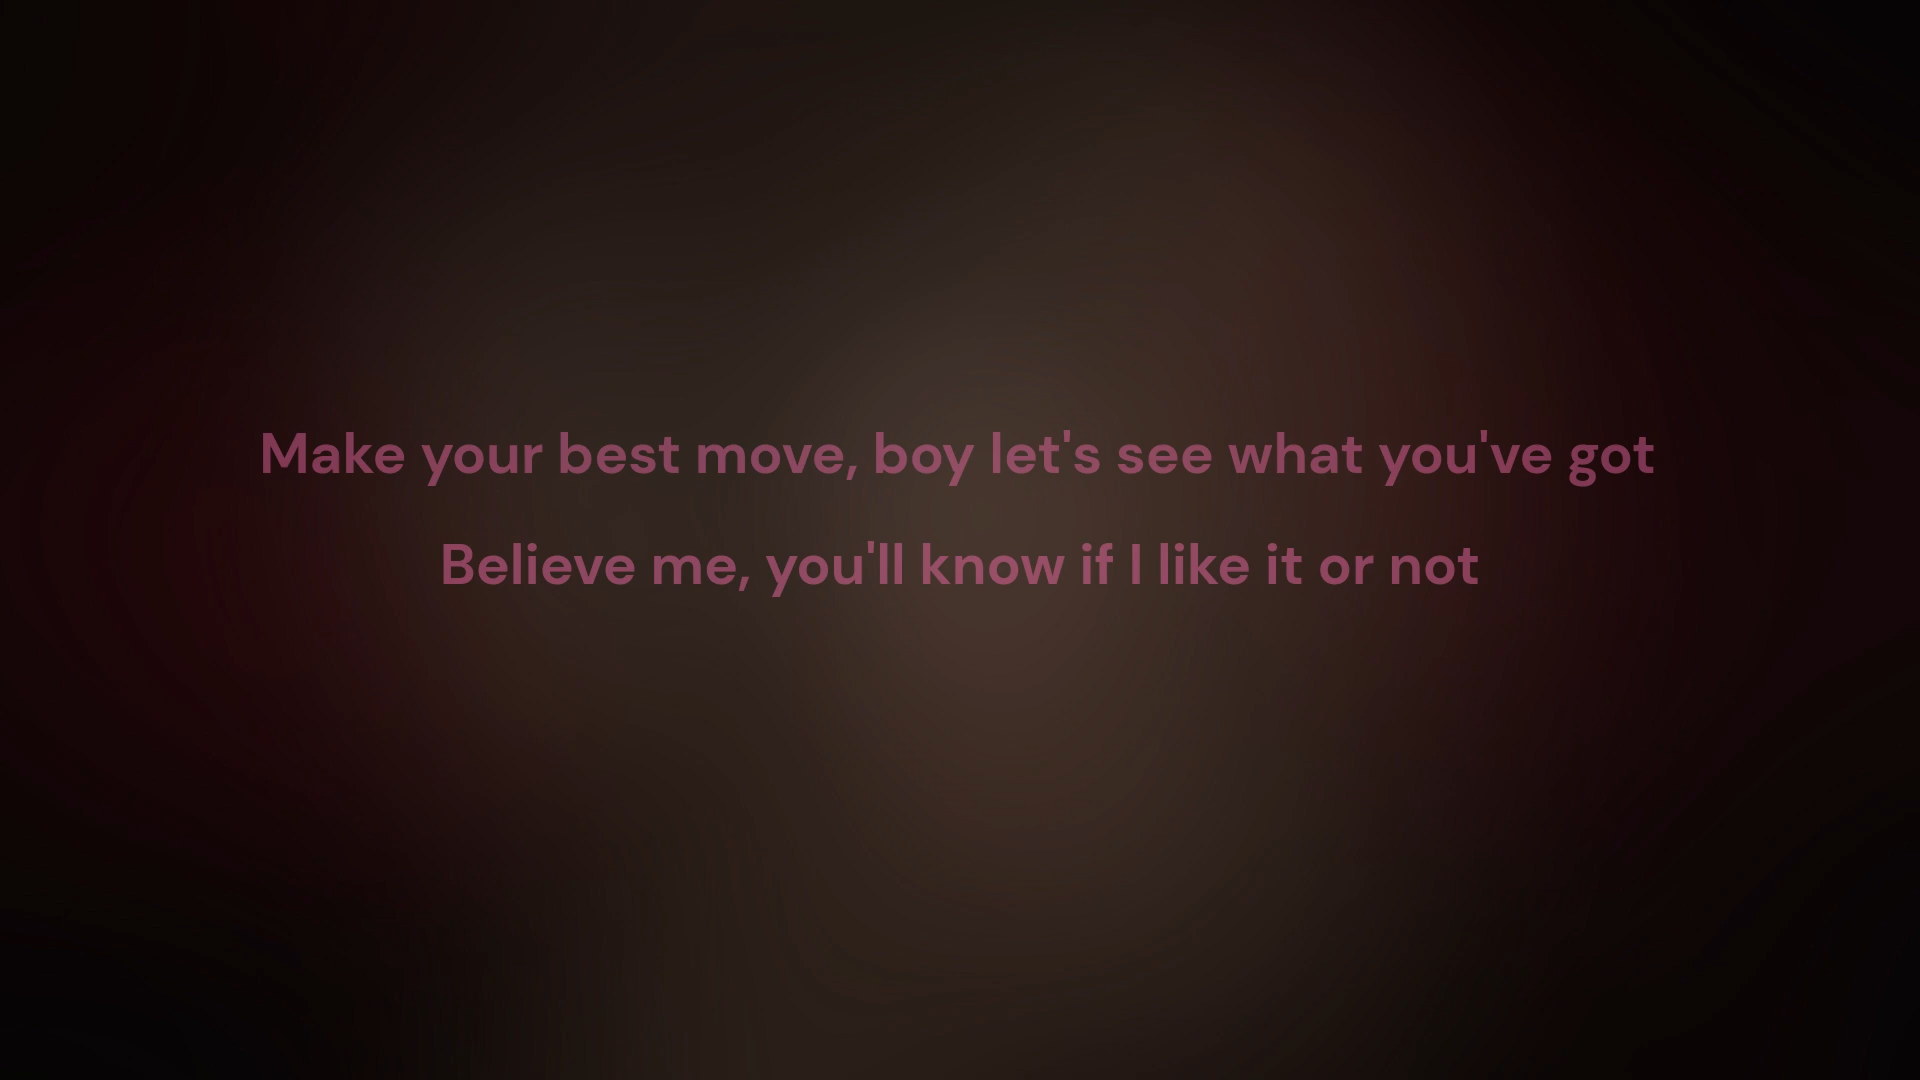 Make your best move, boy let's see what you've got
Believe me, you'll know if I like it or not